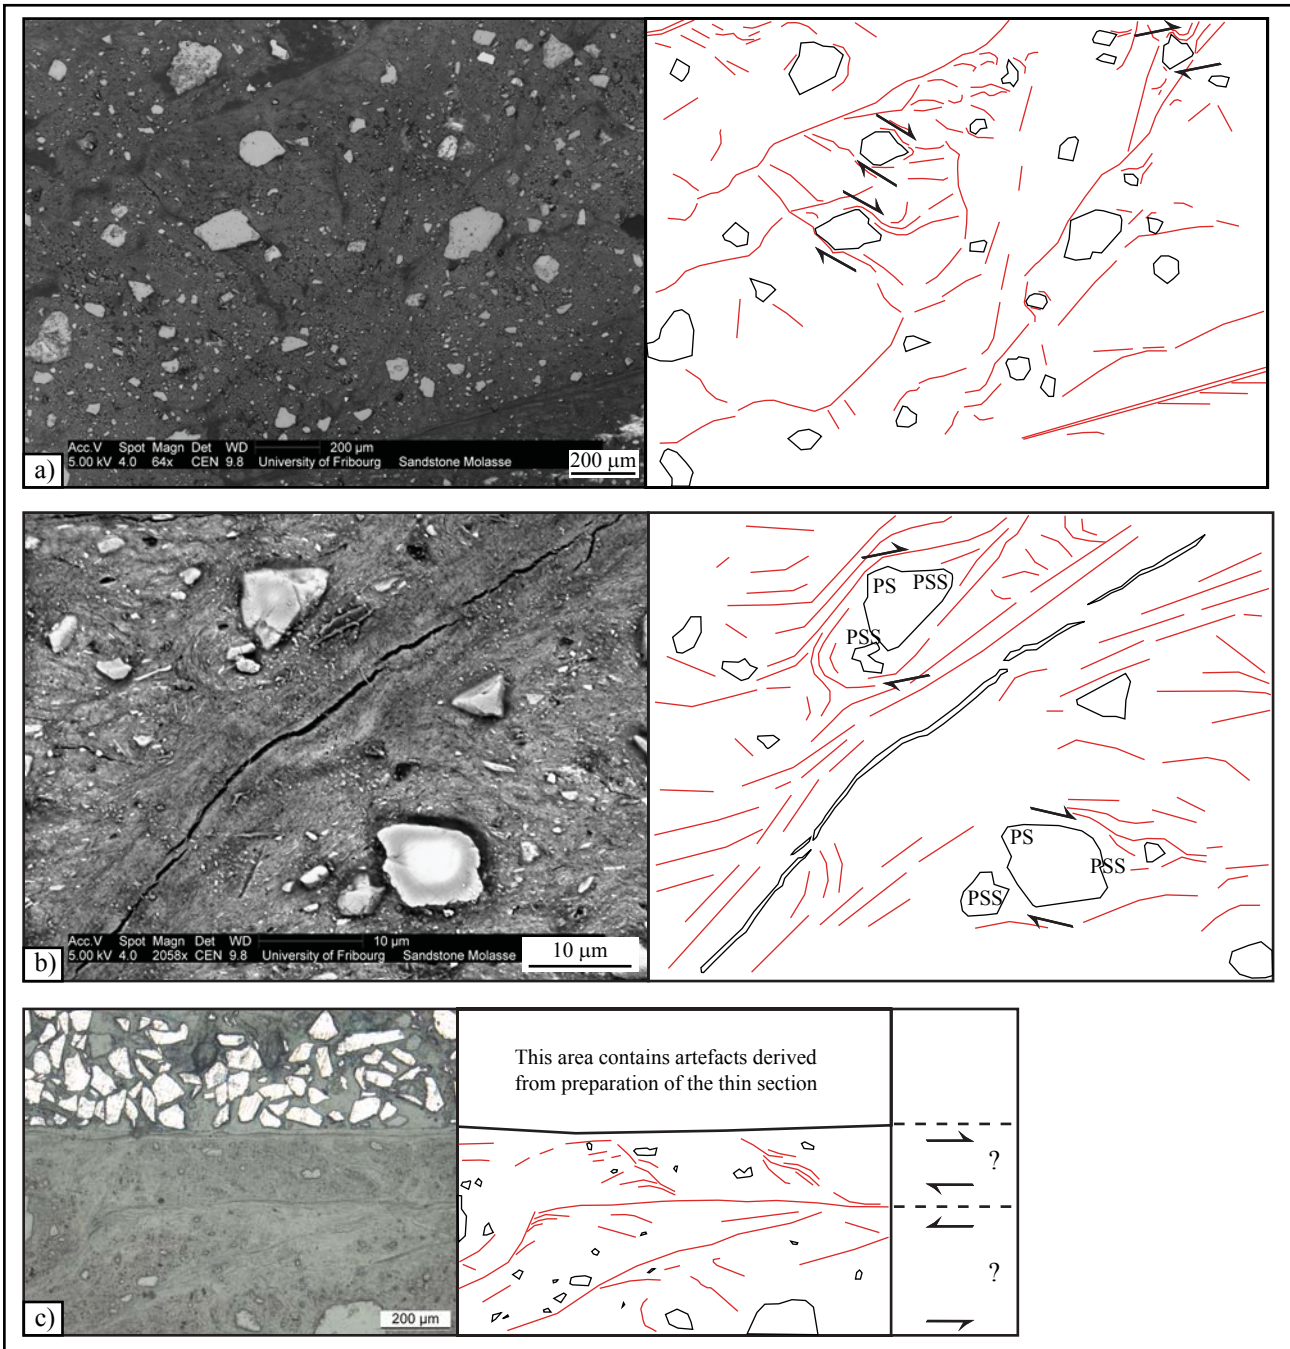 Acc.V Spot Magn Det WD 200 µm
5.00 kV 4.0 64x CEN 9.8 University of Fribourg Sandstone Molasse
200 µm
a)
PS PSS
PSS
PS
PSS
PSS
Acc.V Spot Magn Det WD 10 µm
5.00 kV 4.0 2058x CEN 9.8 University of Fribourg Sandstone Molasse
10 µm
b)
This area contains artefacts derived
from preparation of the thin section
?
?
200 µm
c)